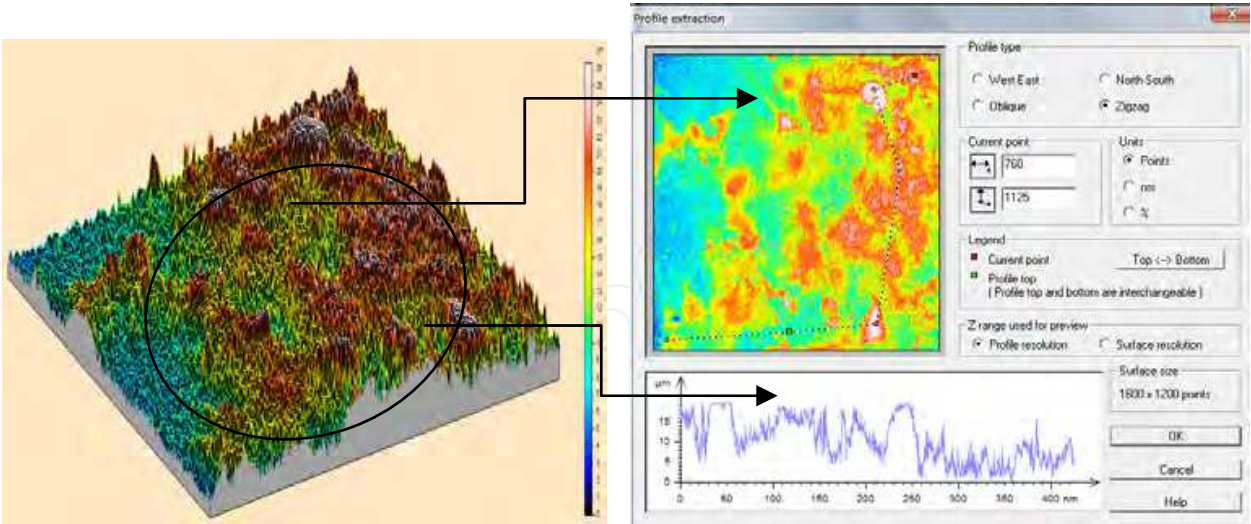 Profile extraction
Profile type
West East
North-South
Oblique
Zigzag
Current point
760
1125
Units
Points
nm
%
Legend
Current point
Top <-> Bottom
Profile top
( Profile top and bottom are interchangeable )
Z range used for preview
Profile resolution
Surface resolution
Surface size
1600 x 1200 points
OK
Cancel
Help
µm
15
10
5
0
0 50 100 150 200 250 300 350 400 nm